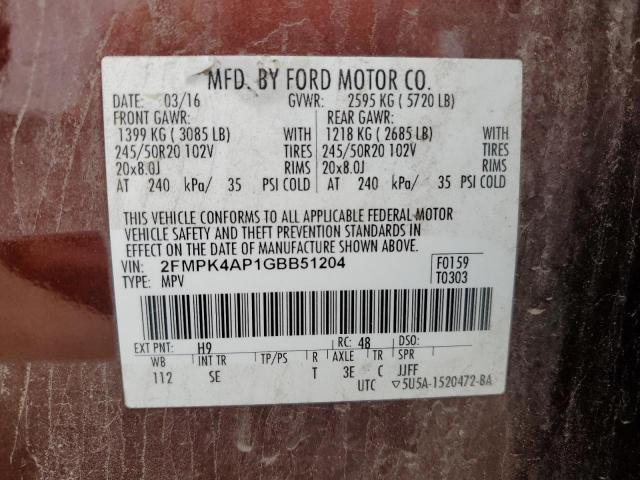 MFD. BY FORD MOTOR CO.
DATE: 03/16 GVWR: 2595 KG ( 5720 LB)
FRONT GAWR: REAR GAWR:
1399 KG ( 3085 LB) WITH 1218 KG ( 2685 LB) WITH
245/50R20 102V TIRES 245/50R20 102V TIRES
20x8.0J RIMS 20x8.0J RIMS
AT 240 kPa/ 35 PSI COLD AT 240 kPa/ 35 PSI COLD
THIS VEHICLE CONFORMS TO ALL APPLICABLE FEDERAL MOTOR
VEHICLE SAFETY AND THEFT PREVENTION STANDARDS IN
EFFECT ON THE DATE OF MANUFACTURE SHOWN ABOVE.
VIN: 2FMPK4AP1GBB51204 F0159
TYPE: MPV T0303
EXT PNT: H9 RC: 48 DSO:
WB INT TR TP/PS R AXLE TR SPR
112 SE T 3E C JJFF
UTC ▽5U5A-1520472-BA